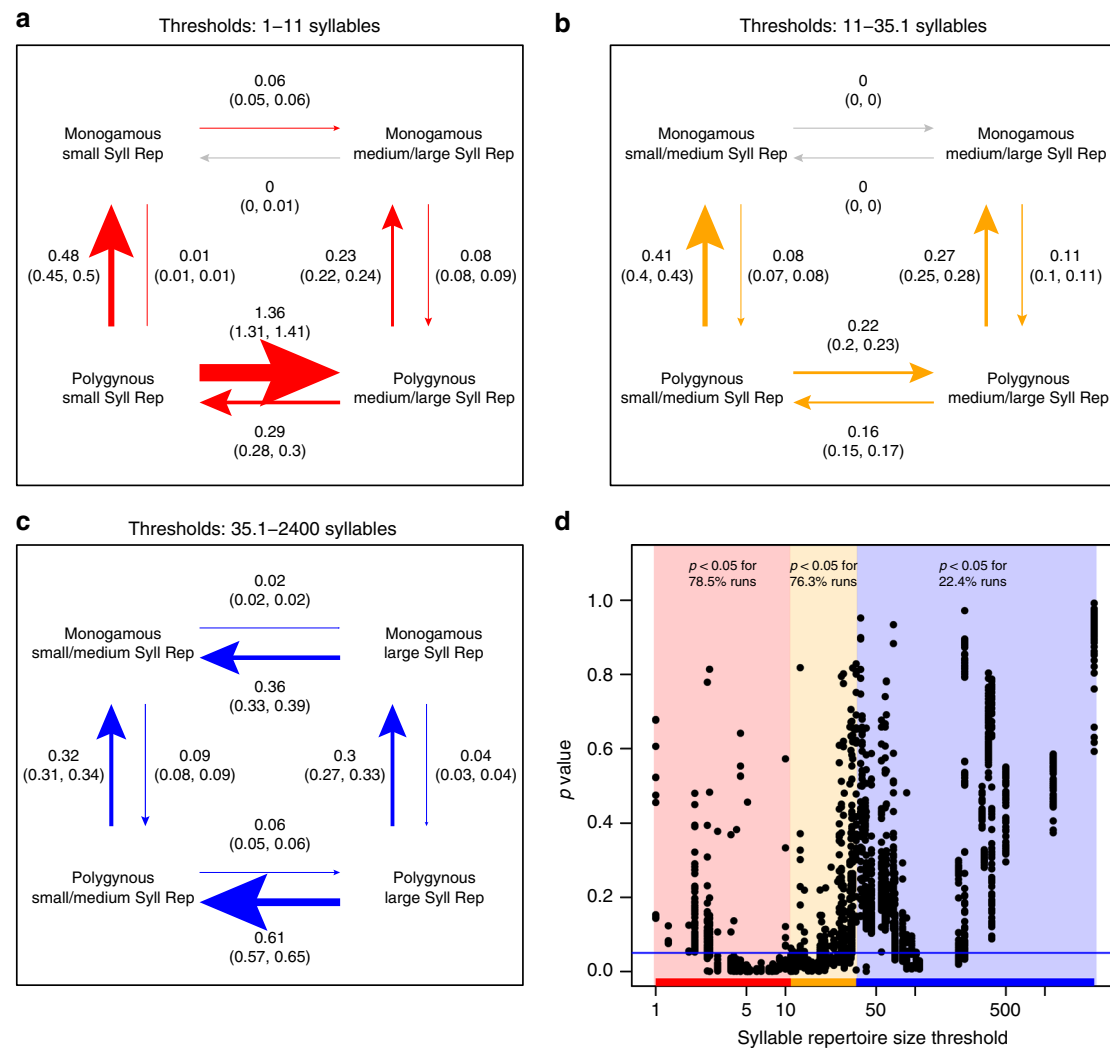 a
Thresholds: 1–11 syllables
0.06
(0.05, 0.06)
Monogamous
small Syll Rep
Monogamous
medium/large Syll Rep
0
(0, 0.01)
0.48
(0.45, 0.5)
0.01
(0.01, 0.01)
0.23
(0.22, 0.24)
0.08
(0.08, 0.09)
1.36
(1.31, 1.41)
Polygynous
small Syll Rep
Polygynous
medium/large Syll Rep
0.29
(0.28, 0.3)
b
Thresholds: 11–35.1 syllables
0
(0, 0)
Monogamous
small/medium Syll Rep
Monogamous
medium/large Syll Rep
0
(0, 0)
0.41
(0.4, 0.43)
0.08
(0.07, 0.08)
0.27
(0.25, 0.28)
0.11
(0.1, 0.11)
0.22
(0.2, 0.23)
Polygynous
small/medium Syll Rep
Polygynous
medium/large Syll Rep
0.16
(0.15, 0.17)
c
Thresholds: 35.1–2400 syllables
0.02
(0.02, 0.02)
Monogamous
small/medium Syll Rep
Monogamous
large Syll Rep
0.36
(0.33, 0.39)
0.32
(0.31, 0.34)
0.09
(0.08, 0.09)
0.3
(0.27, 0.33)
0.04
(0.03, 0.04)
0.06
(0.05, 0.06)
Polygynous
small/medium Syll Rep
Polygynous
large Syll Rep
0.61
(0.57, 0.65)
d
p < 0.05 for
78.5% runs
p < 0.05 for
76.3% runs
p < 0.05 for
22.4% runs
1.0
0.8
0.6
0.4
0.2
0.0
p value
1
5
10
50
500
Syllable repertoire size threshold